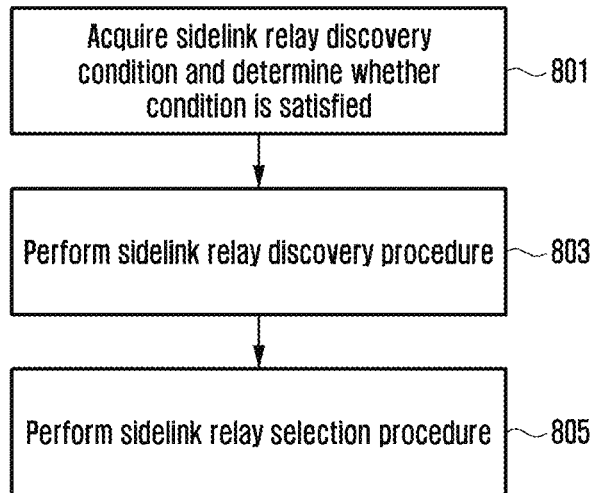 Acquire sidelink relay discovery
condition and determine whether
condition is satisfied
801
Perform sidelink relay discovery procedure
803
Perform sidelink relay selection procedure
805